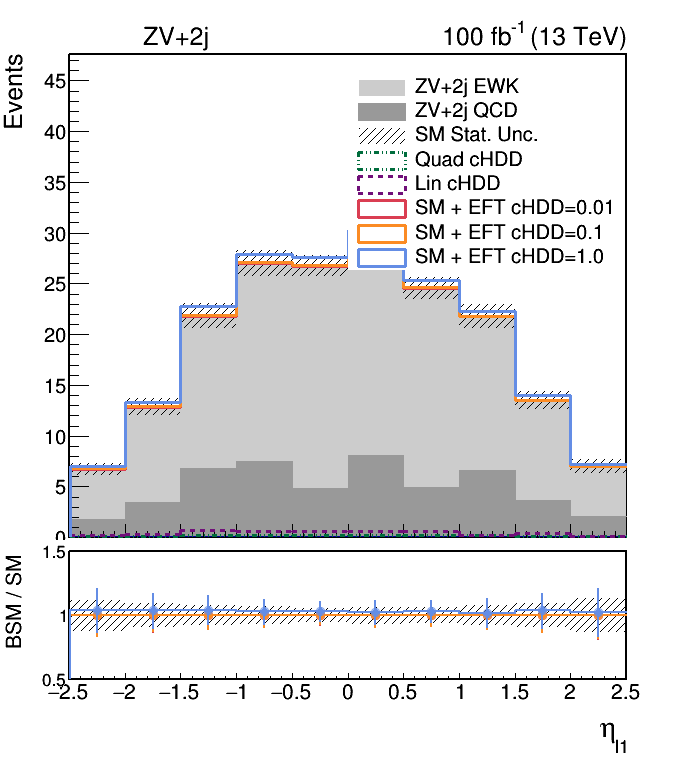 ZV+2j 100 fb-1 (13 TeV)
Events
45
40
35
30
25
20
15
10
5
0
ZV+2j EWK
ZV+2j QCD
SM Stat. Unc.
Quad cHDD
Lin cHDD
SM + EFT cHDD=0.01
SM + EFT cHDD=0.1
SM + EFT cHDD=1.0
BSM / SM
1.5
1
0.5
−2.5 −2 −1.5 −1 −0.5 0 0.5 1 1.5 2 2.5
η l1